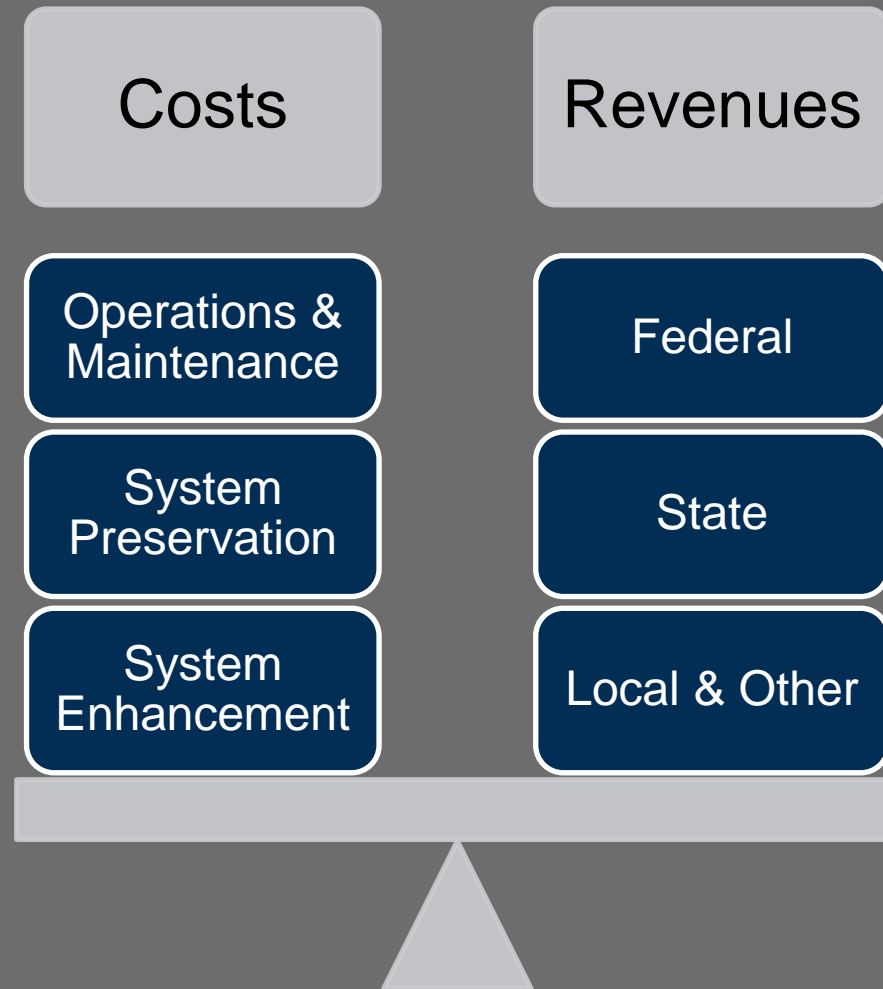 Costs
Revenues
Operations &
Maintenance
Federal
System
Preservation
State
System
Enhancement
Local & Other